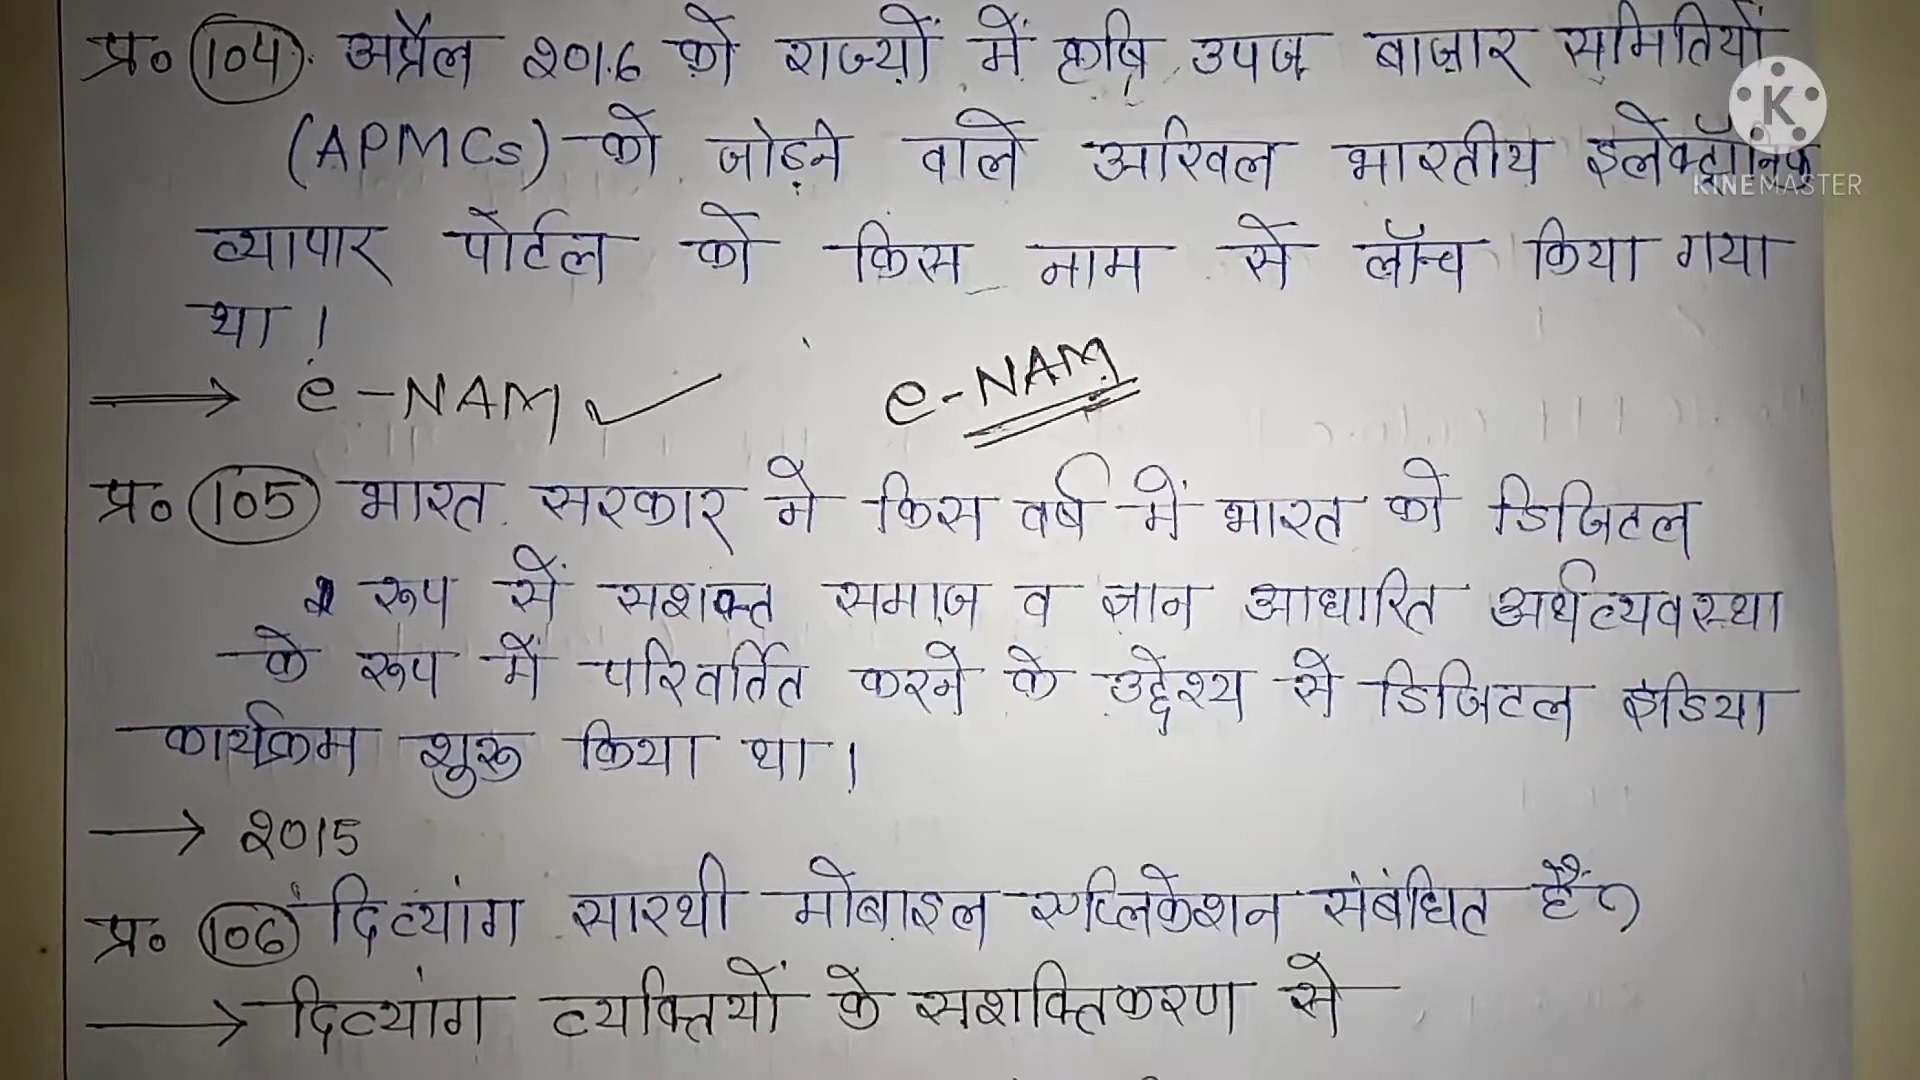 प्र० (104). अप्रैल 2016 को राज्यों में कृषि उपज बाज़ार समितियों
(APMCs) को जोड़ने वाले अखिल भारतीय इलेक्ट्रॉनिक
KINEMASTER
व्यापार पोर्टल को किस नाम से लॉन्च किया गया
था।
→ e-NAM ✓ e-NAM
प्र० (105) भारत सरकार ने किस वर्ष में भारत को डिजिटल
रूप से सशक्त समाज व ज्ञान आधारित अर्थव्यवस्था
के रूप में परिवर्तित करने के उद्देश्य से डिजिटल इंडिया
कार्यक्रम शुरू किया था।
→ 2015
प्र० (106) दिव्यांग सारथी मोबाइल एप्लिकेशन संबंधित हैं?
→ दिव्यांग व्यक्तियों के सशक्तिकरण से